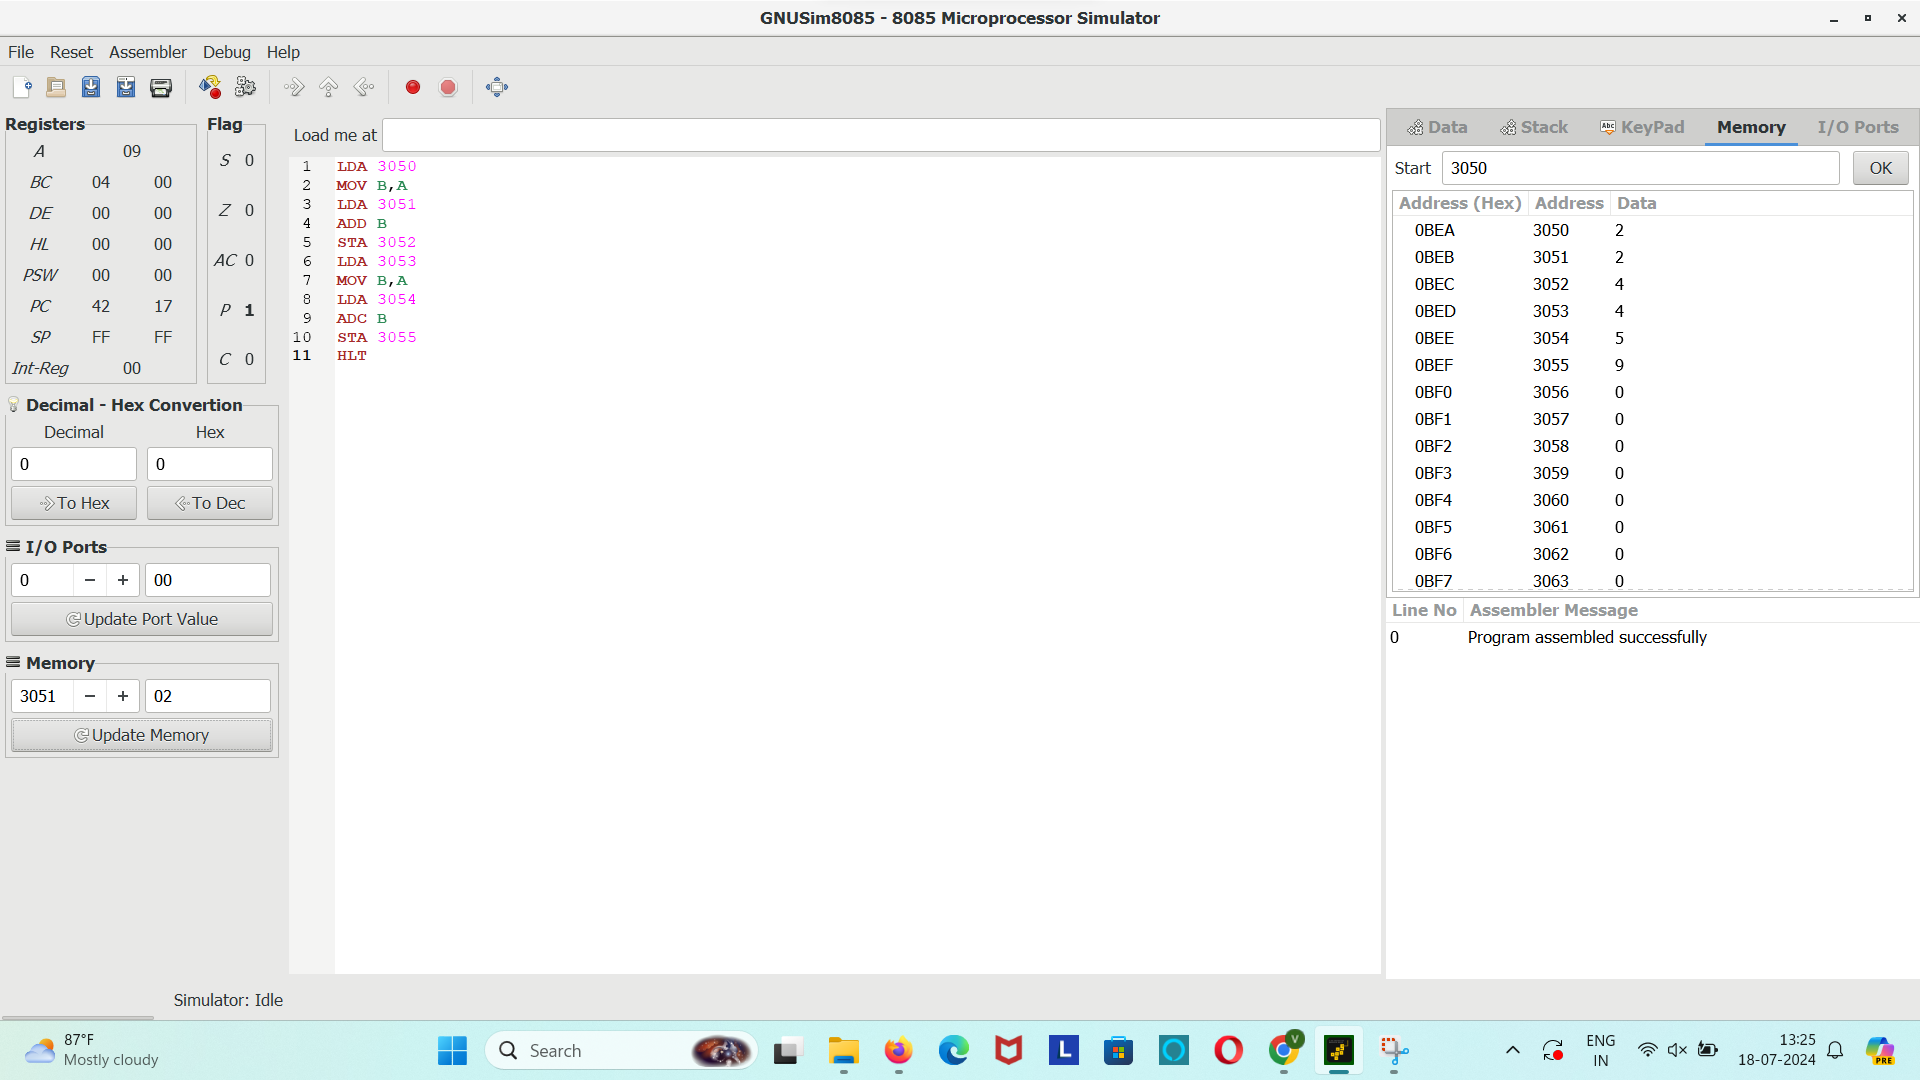 GNUSim8085 - 8085 Microprocessor Simulator
File Reset Assembler Debug Help
Registers
A 09
BC 04 00
DE 00 00
HL 00 00
PSW 00 00
PC 42 17
SP FF FF
Int-Reg 00
Flag
S 0
Z 0
AC 0
P 1
C 0
Decimal - Hex Convertion
Decimal Hex
0 0
To Hex To Dec
I/O Ports
0 − + 00
Update Port Value
Memory
3051 − + 02
Update Memory
Load me at
1 LDA 3050
2 MOV B,A
3 LDA 3051
4 ADD B
5 STA 3052
6 LDA 3053
7 MOV B,A
8 LDA 3054
9 ADC B
10 STA 3055
11 HLT
Data Stack Abc KeyPad Memory I/O Ports
Start 3050 OK
Address (Hex) Address Data
0BEA 3050 2
0BEB 3051 2
0BEC 3052 4
0BED 3053 4
0BEE 3054 5
0BEF 3055 9
0BF0 3056 0
0BF1 3057 0
0BF2 3058 0
0BF3 3059 0
0BF4 3060 0
0BF5 3061 0
0BF6 3062 0
0BF7 3063 0
Line No Assembler Message
0 Program assembled successfully
Simulator: Idle
87°F
Mostly cloudy
Search
L
V
ENG
IN
13:25
18-07-2024
PRE